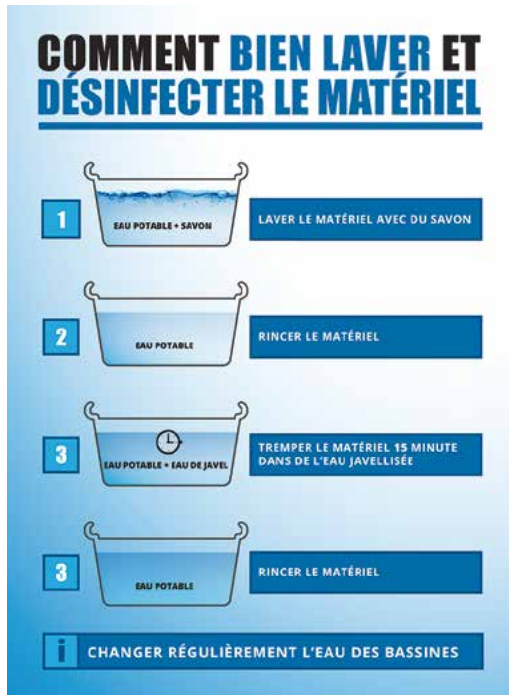 COMMENT BIEN LAVER ET
DÉSINFECTER LE MATÉRIEL
1
EAU POTABLE + SAVON
LAVER LE MATÉRIEL AVEC DU SAVON
2
EAU POTABLE
RINCER LE MATÉRIEL
3
EAU POTABLE + EAU DE JAVEL
TREMPER LE MATÉRIEL 15 MINUTE
DANS DE L'EAU JAVELLISÉE
3
EAU POTABLE
RINCER LE MATÉRIEL
i
CHANGER RÉGULIÈREMENT L'EAU DES BASSINES